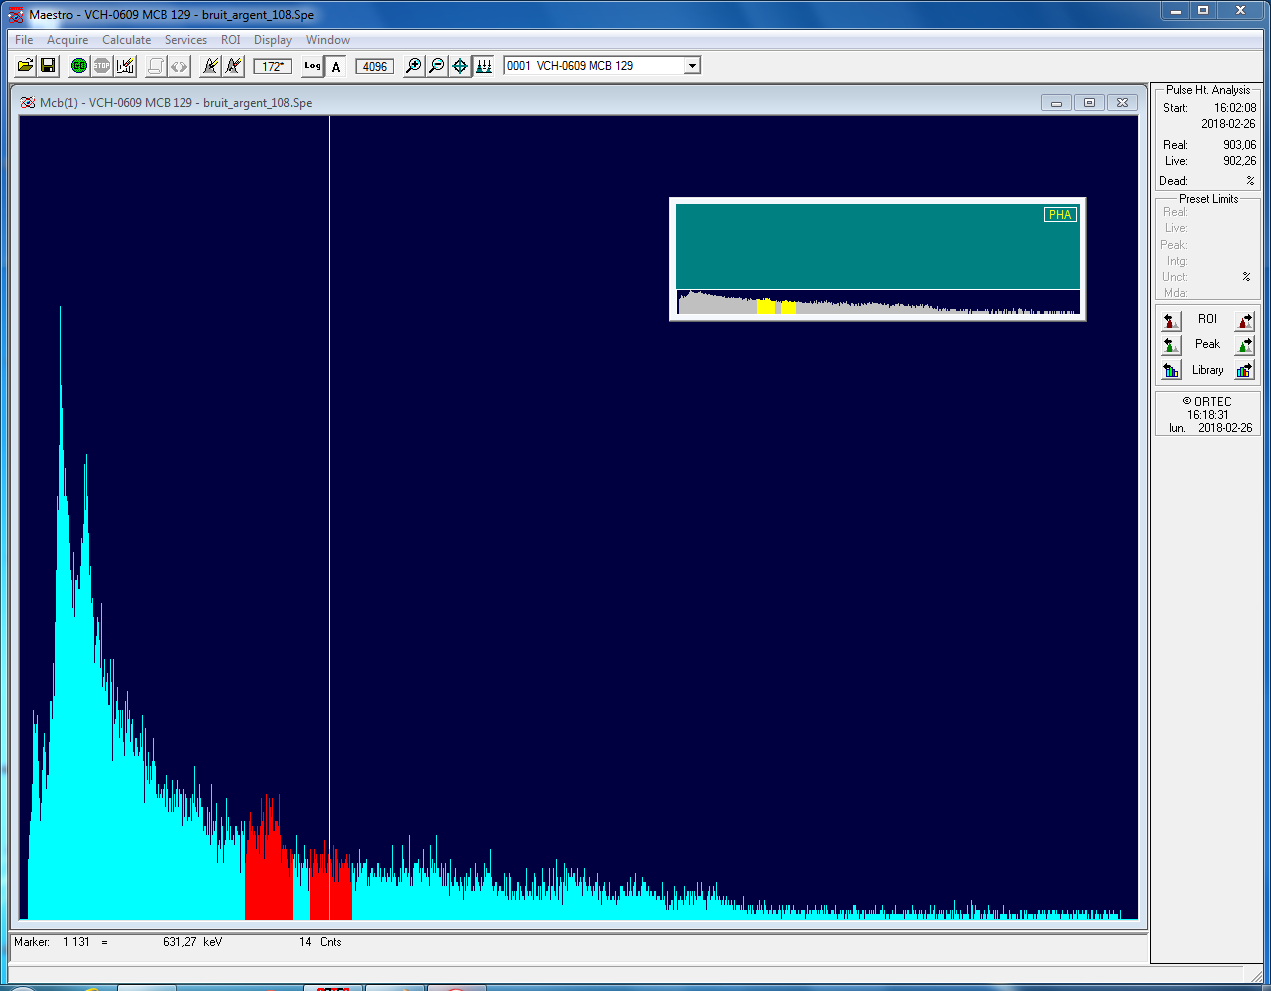 Maestro - VCH-0609 MCB 129 - bruit_argent_108.Spe
File Acquire Calculate Services ROI Display Window
GO STOP 172* Log A 4096 0001 VCH-0609 MCB 129
Mcb(1) - VCH-0609 MCB 129 - bruit_argent_108.Spe
PHA
Pulse Ht. Analysis
Start: 16:02:08
2018-02-26
Real: 903,06
Live: 902,26
Dead: %
Preset Limits
Real:
Live:
Peak:
Intg:
Unct: %
Mda:
ROI
Peak
Library
© ORTEC
16:18:31
lun. 2018-02-26
Marker: 1 131 = 631,27 keV 14 Cnts